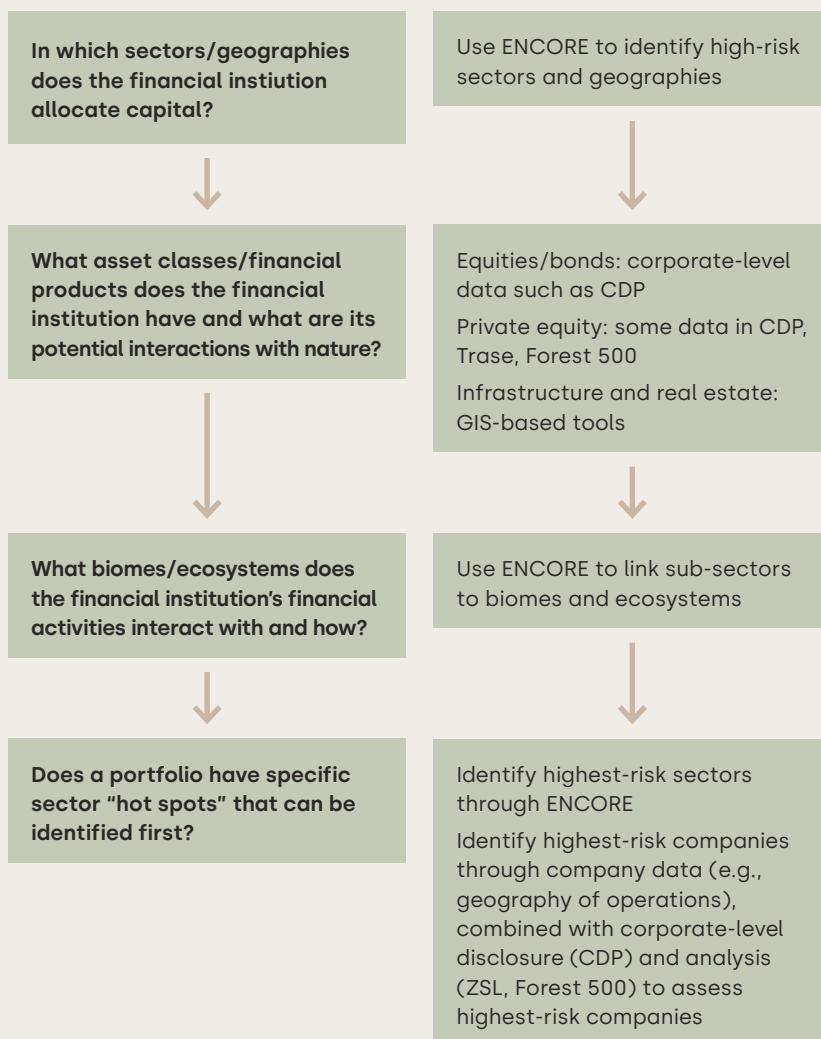 In which sectors/geographies
does the financial instiution
allocate capital?
Use ENCORE to identify high-risk
sectors and geographies
What asset classes/financial
products does the financial
institution have and what are its
potential interactions with nature?
Equities/bonds: corporate-level
data such as CDP
Private equity: some data in CDP,
Trase, Forest 500
Infrastructure and real estate:
GIS-based tools
What biomes/ecosystems does
the financial institution’s financial
activities interact with and how?
Use ENCORE to link sub-sectors
to biomes and ecosystems
Does a portfolio have specific
sector “hot spots” that can be
identified first?
Identify highest-risk sectors
through ENCORE
Identify highest-risk companies
through company data (e.g.,
geography of operations),
combined with corporate-level
disclosure (CDP) and analysis
(ZSL, Forest 500) to assess
highest-risk companies